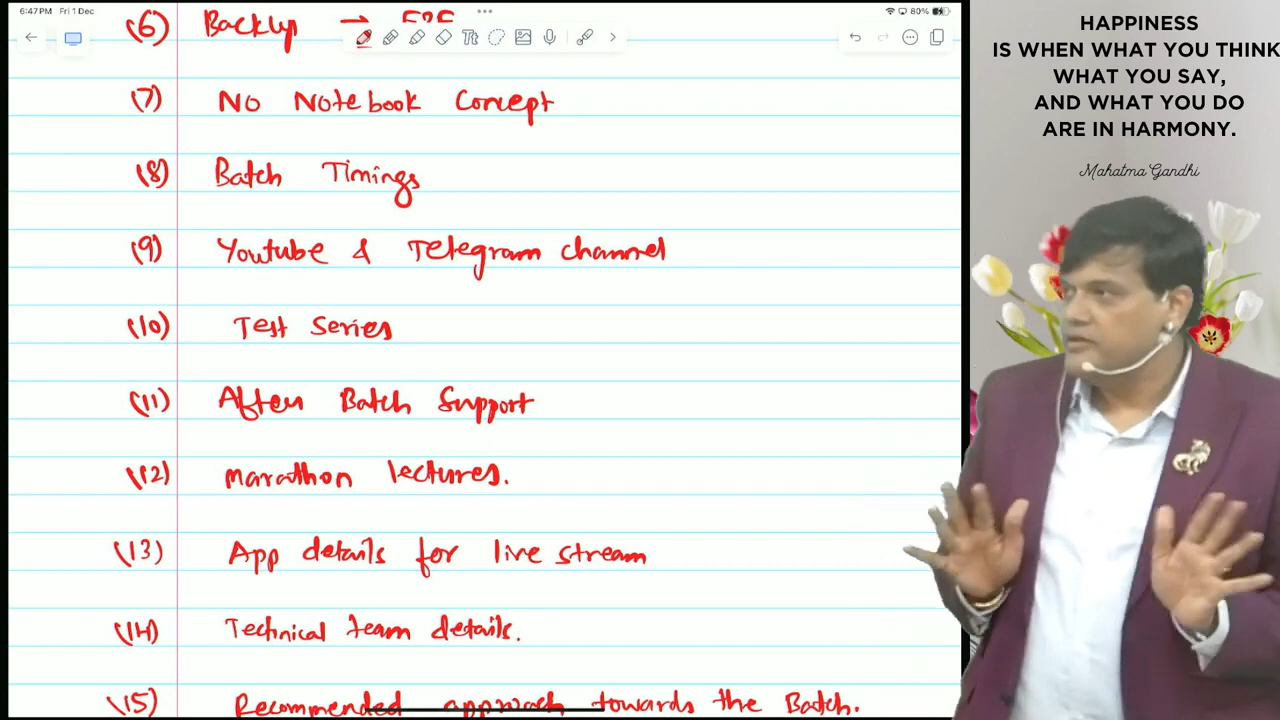 6:47PM Fri 1 Dec
80%
(6) Backup →
(7) No Notebook Concept
(8) Batch Timings
(9) Youtube & Telegram channel
(10) Test Series
(11) After Batch Support
(12) Marathon lectures.
(13) App details for live stream
(14) Technical team details.
(15) Recommended approach towards the Batch.
HAPPINESS
IS WHEN WHAT YOU THINK
WHAT YOU SAY,
AND WHAT YOU DO
ARE IN HARMONY.
Mahatma Gandhi